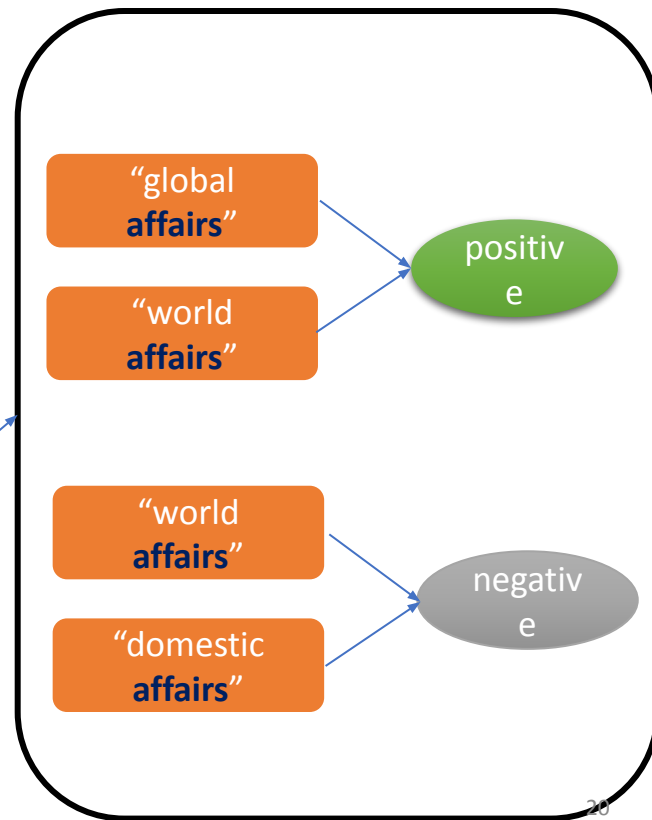 “global
affairs”
positiv
e
“world
affairs”
“world
affairs”
negativ
e
“domestic
affairs”
20